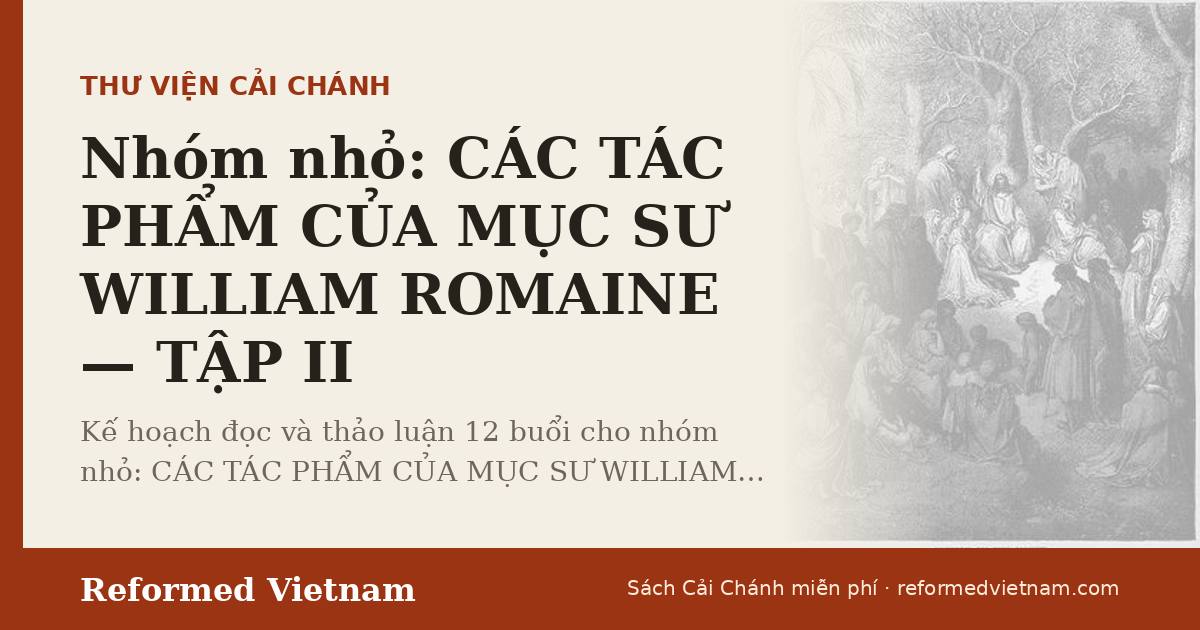 THƯ VIỆN CẢI CHÁNH
Nhóm nhỏ: CÁC TÁC
PHẨM CỦA MỤC SƯ
WILLIAM ROMAINE
— TẬP II
Kế hoạch đọc và thảo luận 12 buổi cho nhóm
nhỏ: CÁC TÁC PHẨM CỦA MỤC SƯ WILLIAM...
Reformed Vietnam
Sách Cải Chánh miễn phí · reformedvietnam.com